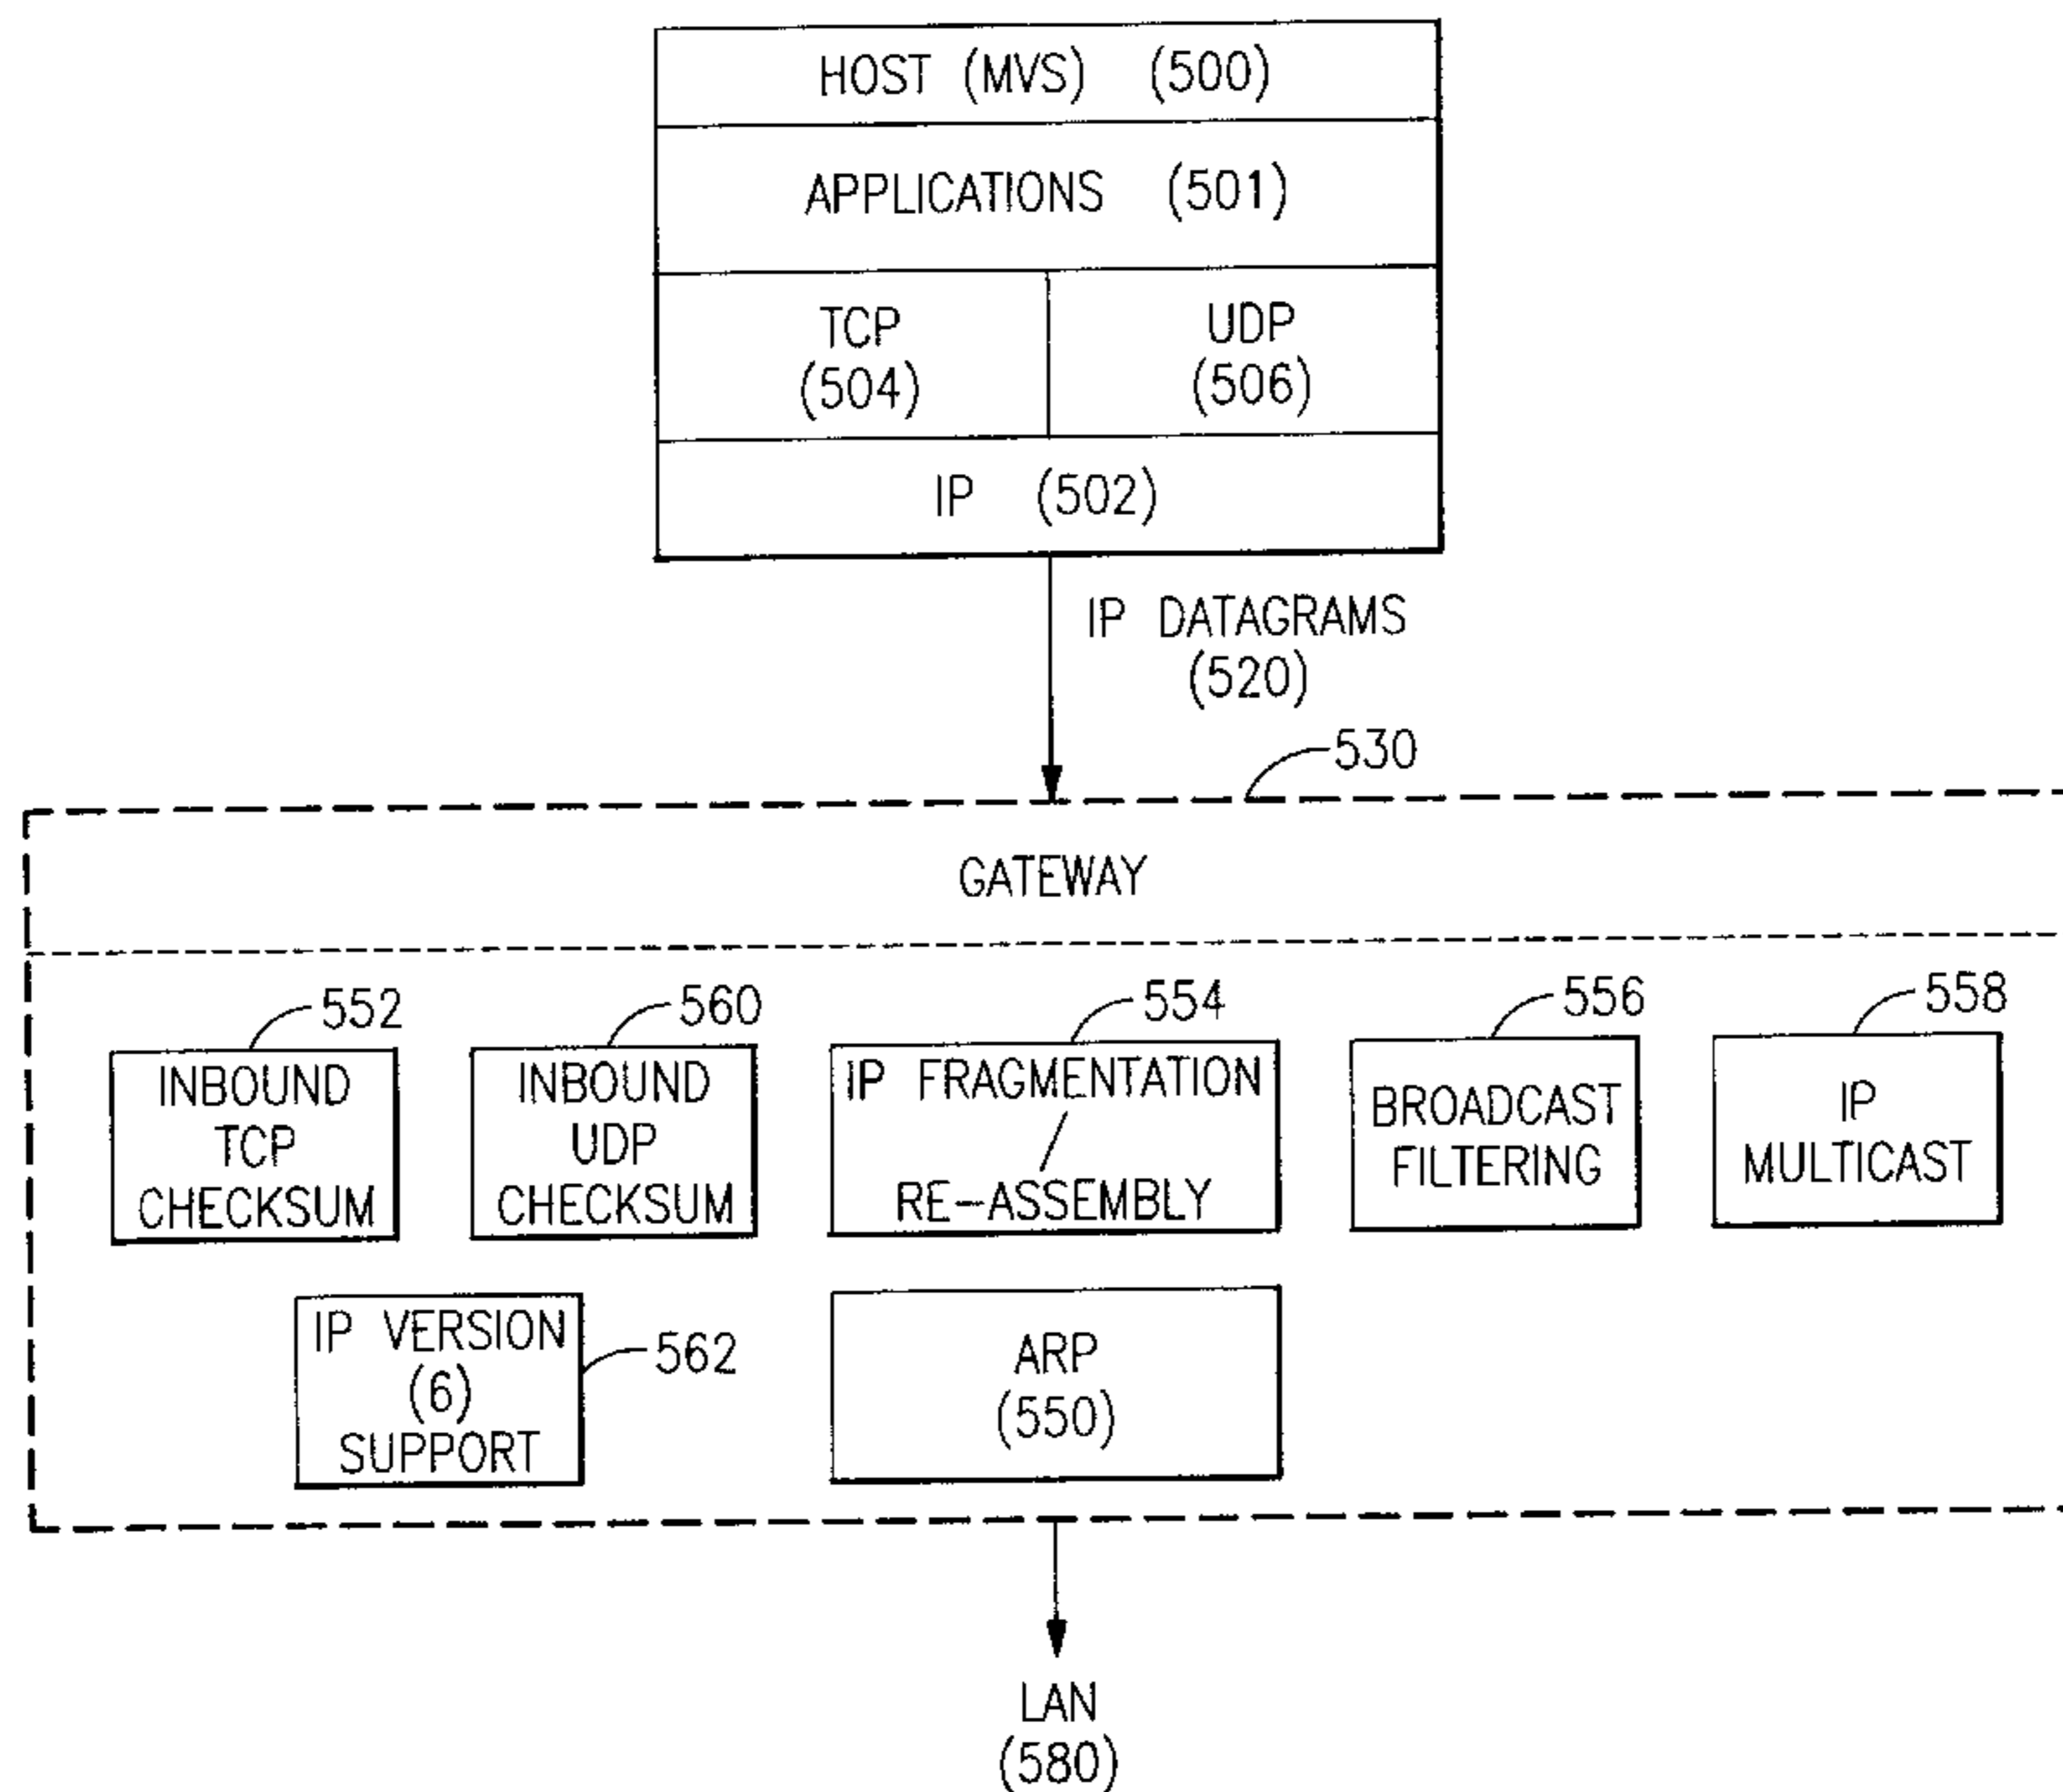 HOST (MVS) (500)
APPLICATIONS (501)
TCP
(504)
UDP
(506)
IP (502)
IP DATAGRAMS
(520)
530
GATEWAY
552
INBOUND
TCP
CHECKSUM
560
INBOUND
UDP
CHECKSUM
554
IP FRAGMENTATION
/
RE-ASSEMBLY
556
BROADCAST
FILTERING
558
IP
MULTICAST
IP VERSION
(6)
SUPPORT
562
ARP
(550)
LAN
(580)